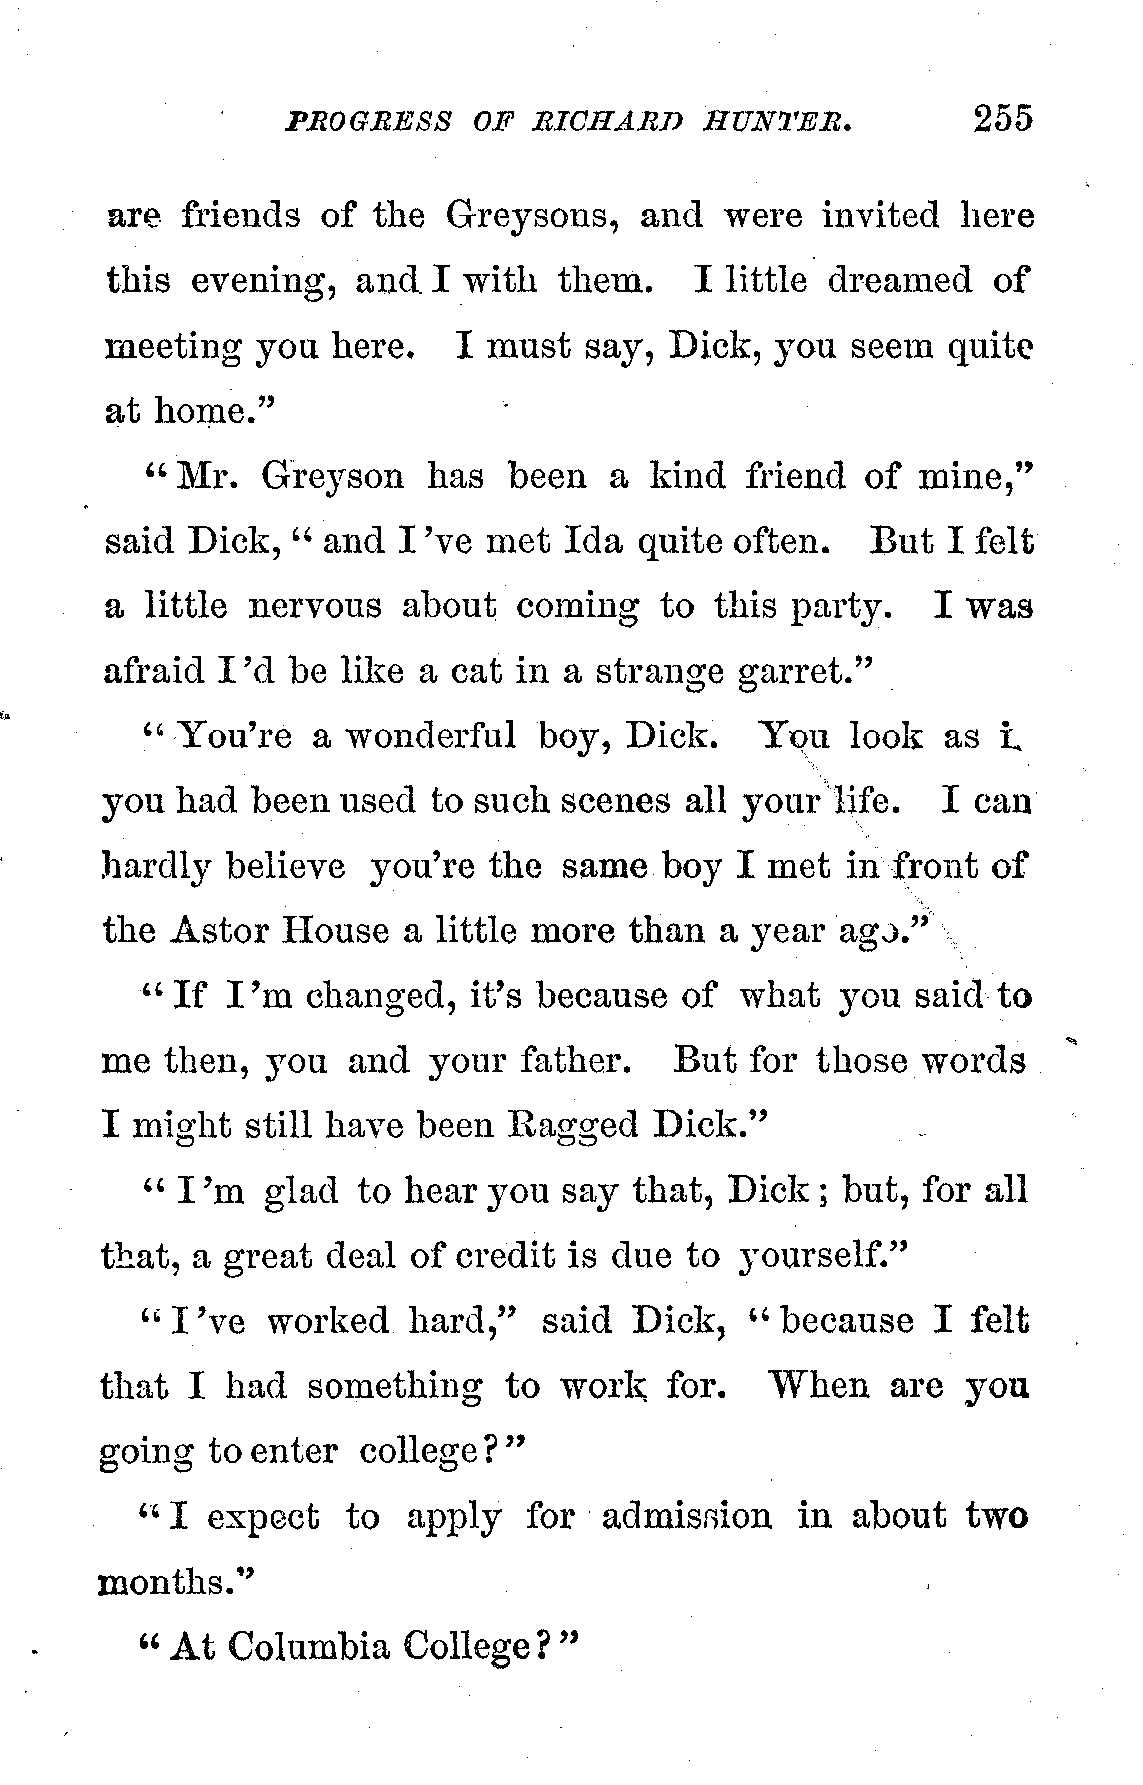 PROGRESS OF RICHARD HUNTER. 255
are friends of the Greysons, and were invited here
this evening, and I with them. I little dreamed of
meeting you here. I must say, Dick, you seem quite
at home."
"Mr. Greyson has been a kind friend of mine,"
said Dick, "and I've met Ida quite often. But I felt
a little nervous about coming to this party. I was
afraid I'd be like a cat in a strange garret."
"You're a wonderful boy, Dick. You look as i
you had been used to such scenes all your life. I can
hardly believe you're the same boy I met in front of
the Astor House a little more than a year ago."
"If I'm changed, it's because of what you said to
me then, you and your father. But for those words
I might still have been Ragged Dick."
"I'm glad to hear you say that, Dick; but, for all
that, a great deal of credit is due to yourself."
"I've worked hard," said Dick, "because I felt
that I had something to work for. When are you
going to enter college?"
"I expect to apply for admission in about two
months."
"At Columbia College?"